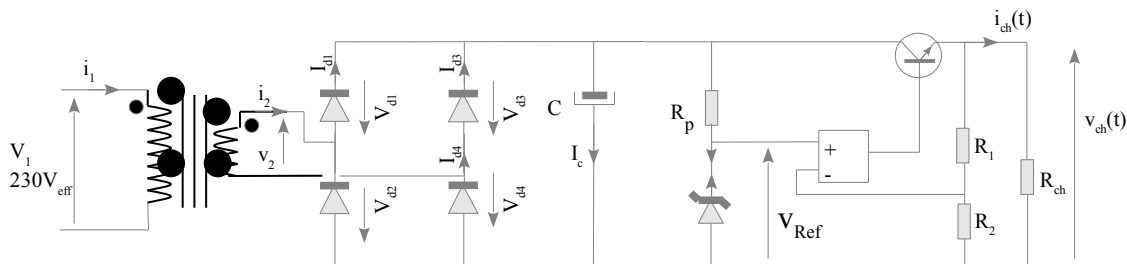 i1
V1
230Veff
i2
v2
Id1
Vd1
Vd2
Id3
Vd3
Id4
Vd4
C
Ic
Rp
VRef
+
-
R1
R2
ich(t)
Rch
vch(t)